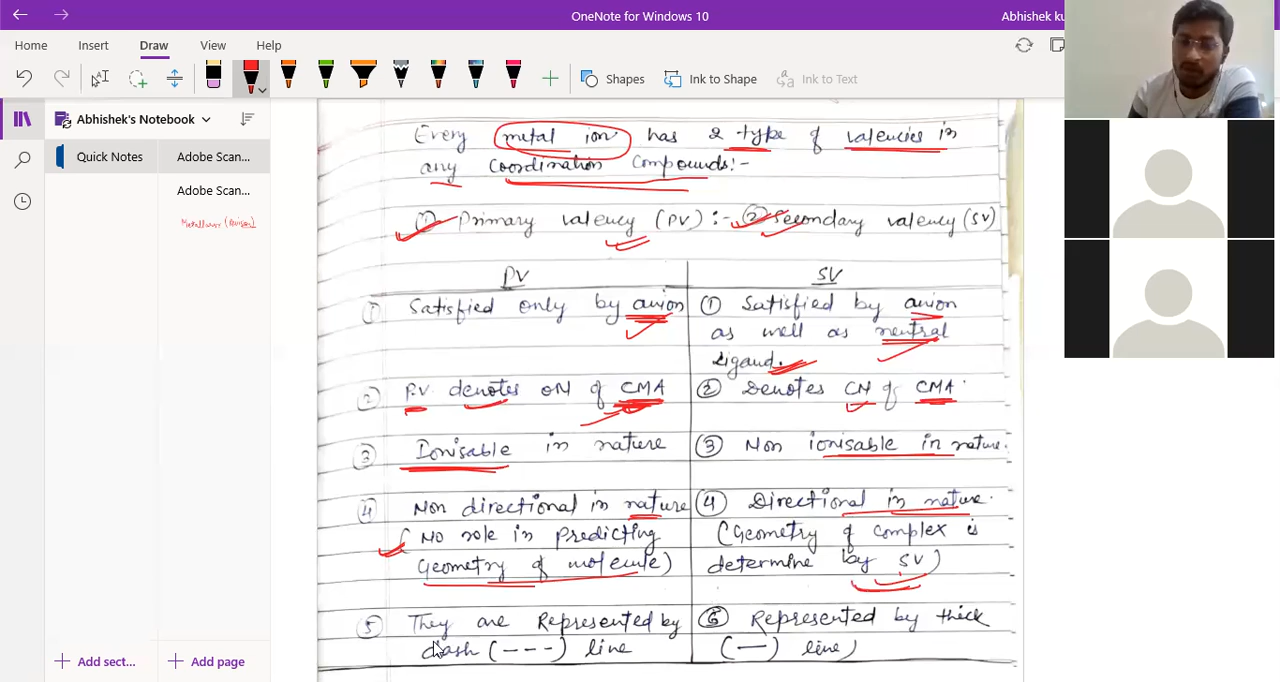 OneNote for Windows 10
Abhishek ku
Home Insert Draw View Help
Shapes Ink to Shape Ink to Text
Abhishek's Notebook
Quick Notes
Adobe Scan...
Adobe Scan...
Metallurgy (Revison)
Every metal ion has 2 type of valencies in
any coordination compounds:-
① Primary valency (PV) :- ② Secondary valency (SV)
PV SV
① Satisfied only by anion ① Satisfied by anion
as well as neutral
Ligand.
② P.V denotes ON of CMA ② Denotes CN of CMA.
③ Ionisable in nature ③ Non ionisable in nature.
④ Non directional in nature ④ Directional in nature.
(No role in Predicting (Geometry of complex is
Geometry of molecule) determine by SV)
⑤ They are Represented by ⑥ Represented by thick
dash (---) line (—) line)
Add sect... Add page